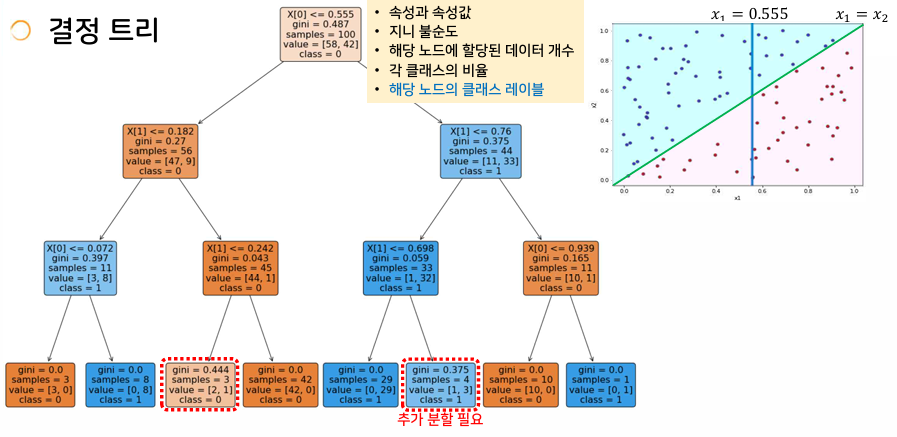 결정 트리
X[0] <= 0.555
gini = 0.487
samples = 100
value = [58, 42]
class = 0
• 속성과 속성값
• 지니 불순도
• 해당 노드에 할당된 데이터 개수
• 각 클래스의 비율
• 해당 노드의 클래스 레이블
x₁ = 0.555
x₁ = x₂
1.0
0.8
0.6
0.4
0.2
0.0
x2
0.0 0.2 0.4 0.6 0.8 1.0
x1
X[1] <= 0.182
gini = 0.27
samples = 56
value = [47, 9]
class = 0
X[1] <= 0.76
gini = 0.375
samples = 44
value = [11, 33]
class = 1
X[0] <= 0.072
gini = 0.397
samples = 11
value = [3, 8]
class = 1
X[1] <= 0.242
gini = 0.043
samples = 45
value = [44, 1]
class = 0
X[1] <= 0.698
gini = 0.059
samples = 33
value = [1, 32]
class = 1
X[0] <= 0.939
gini = 0.165
samples = 11
value = [10, 1]
class = 0
gini = 0.0
samples = 3
value = [3, 0]
class = 0
gini = 0.0
samples = 8
value = [0, 8]
class = 1
gini = 0.444
samples = 3
value = [2, 1]
class = 0
gini = 0.0
samples = 42
value = [42, 0]
class = 0
gini = 0.0
samples = 29
value = [0, 29]
class = 1
gini = 0.375
samples = 4
value = [1, 3]
class = 1
gini = 0.0
samples = 10
value = [10, 0]
class = 0
gini = 0.0
samples = 1
value = [0, 1]
class = 1
추가 분할 필요